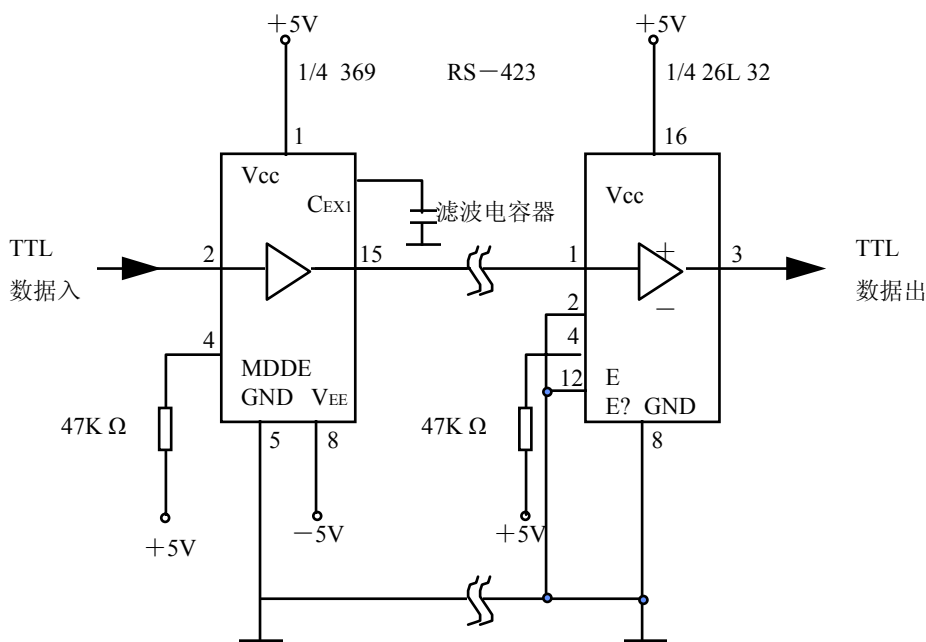 +5V
+5V
1/4 369
RS-423
1/4 26L 32
1
16
Vcc
Vcc
CEX1
滤波电容器
TTL
2
15
1
+
3
TTL
数据入
数据出
2
-
4
4
MDDE
12
E
GND
VEE
E? GND
47K Ω
5
8
47K Ω
8
+5V
-5V
+5V